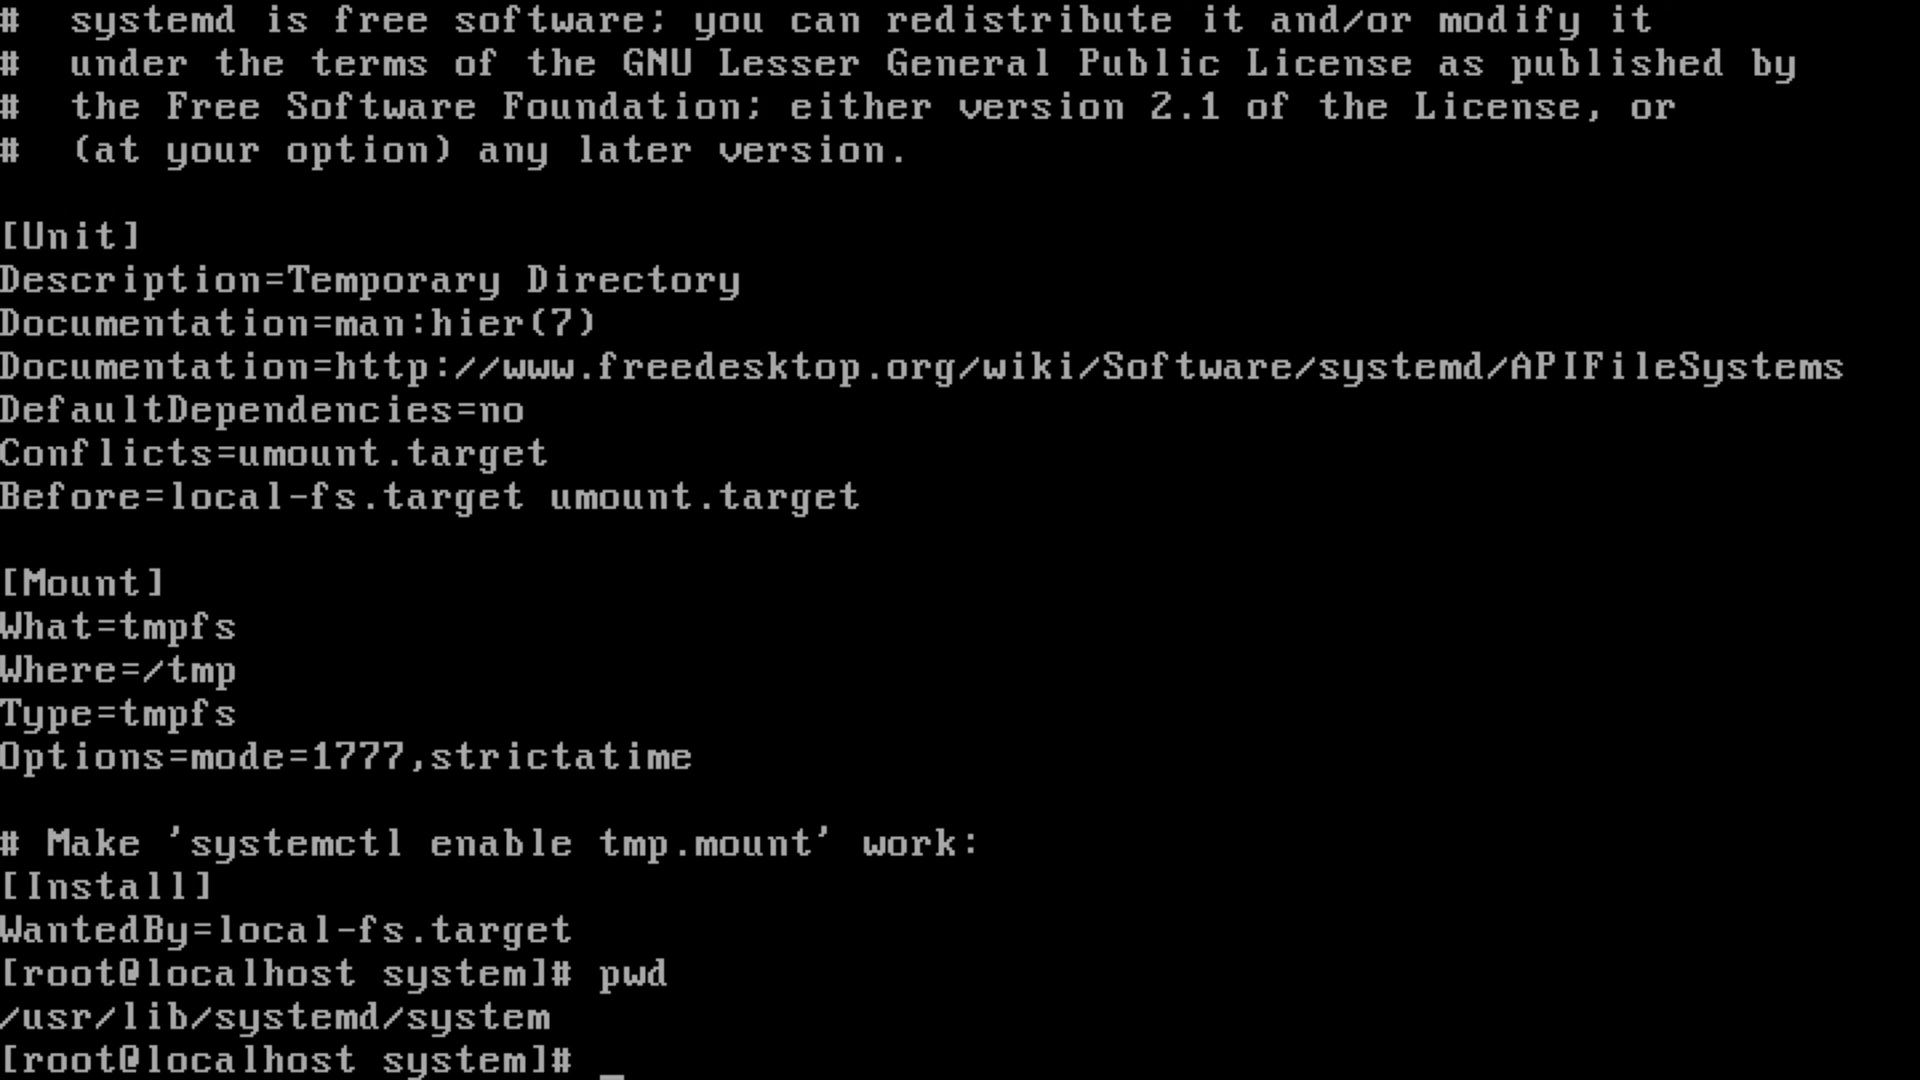 #  systemd is free software; you can redistribute it and/or modify it
#  under the terms of the GNU Lesser General Public License as published by
#  the Free Software Foundation; either version 2.1 of the License, or
#  (at your option) any later version.

[Unit]
Description=Temporary Directory
Documentation=man:hier(7)
Documentation=http://www.freedesktop.org/wiki/Software/systemd/APIFileSystems
DefaultDependencies=no
Conflicts=umount.target
Before=local-fs.target umount.target

[Mount]
What=tmpfs
Where=/tmp
Type=tmpfs
Options=mode=1777,strictatime

# Make 'systemctl enable tmp.mount' work:
[Install]
WantedBy=local-fs.target
[root@localhost system]# pwd
/usr/lib/systemd/system
[root@localhost system]# _